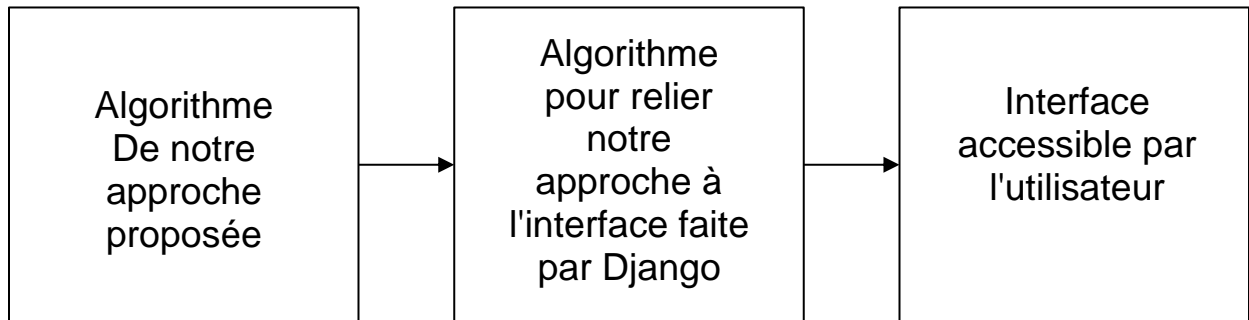 Algorithme
De notre
approche
proposée
Algorithme
pour relier
notre
approche à
l'interface faite
par Django
Interface
accessible par
l'utilisateur